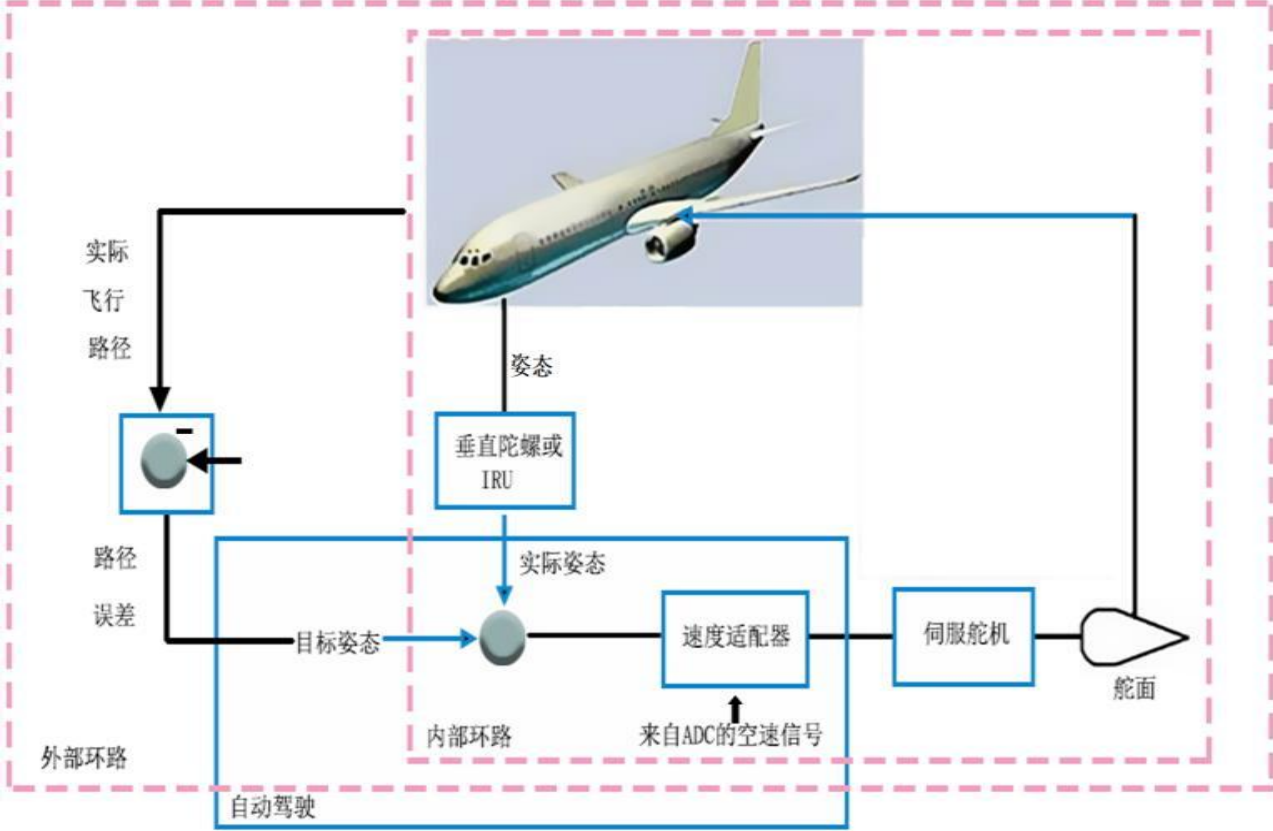 实际
飞行
路径
姿态
垂直陀螺或
IRU
路径
误差
实际姿态
目标姿态
速度适配器
伺服舵机
舵面
内部环路
来自ADC的空速信号
外部环路
自动驾驶